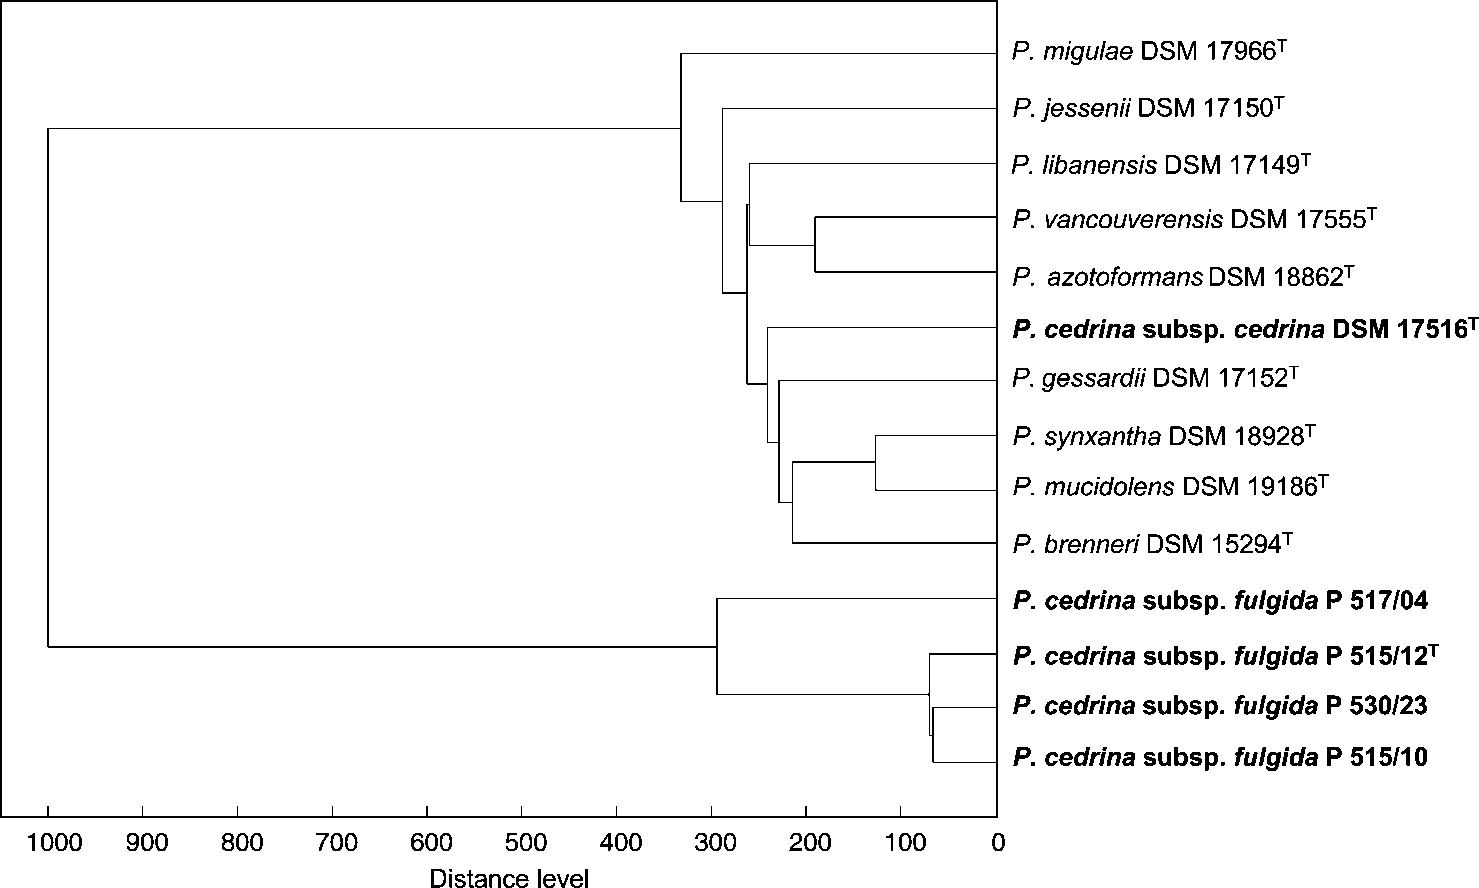 P. migulae DSM 17966ᵀ
P. jessenii DSM 17150ᵀ
P. libanensis DSM 17149ᵀ
P. vancouverensis DSM 17555ᵀ
P. azotoformans DSM 18862ᵀ
P. cedrina subsp. cedrina DSM 17516ᵀ
P. gessardii DSM 17152ᵀ
P. synxantha DSM 18928ᵀ
P. mucidolens DSM 19186ᵀ
P. brenneri DSM 15294ᵀ
P. cedrina subsp. fulgida P 517/04
P. cedrina subsp. fulgida P 515/12ᵀ
P. cedrina subsp. fulgida P 530/23
P. cedrina subsp. fulgida P 515/10
1000 900 800 700 600 500 400 300 200 100 0
Distance level